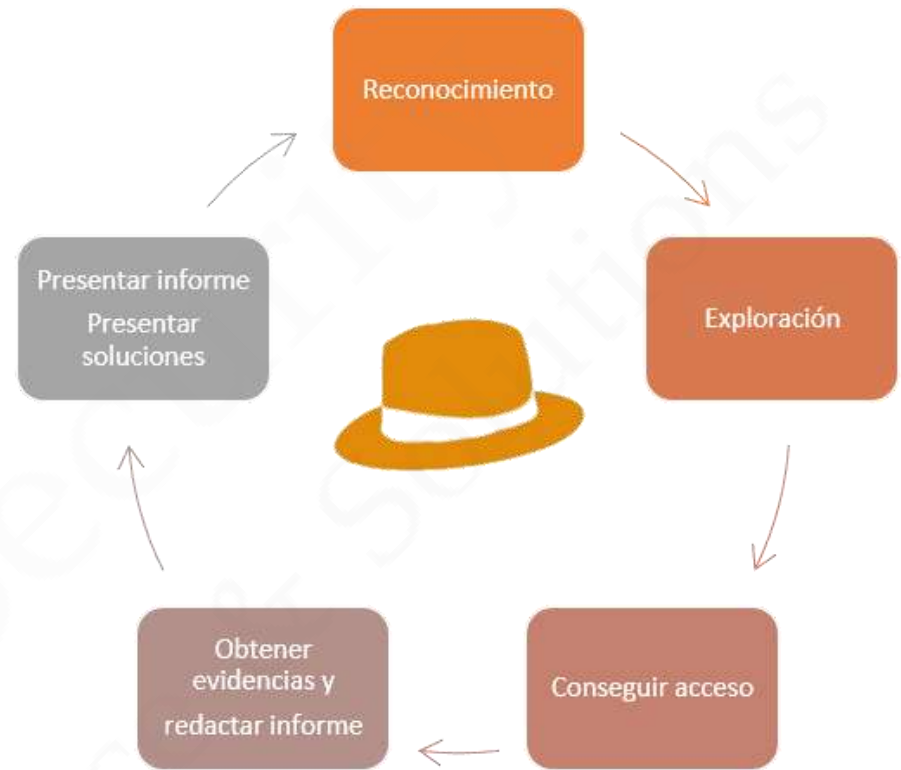 Reconocimiento
Exploración
Conseguir acceso
Obtener
evidencias y
redactar informe
Presentar informe
Presentar
soluciones